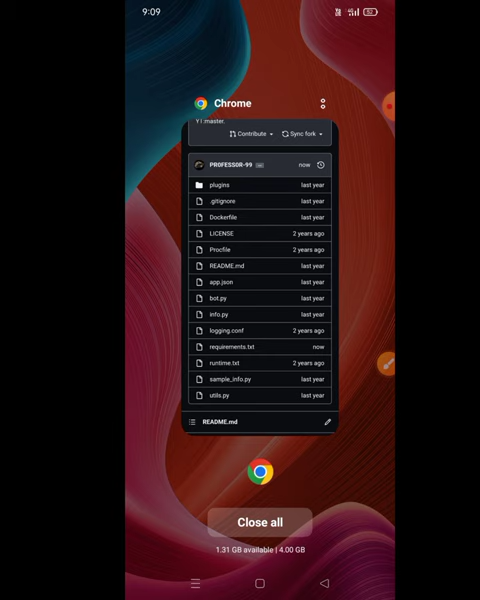 9:09
Chrome
YT master.
Contribute
Sync fork
PR0FESS0R-99 now
plugins last year
.gitignore last year
Dockerfile last year
LICENSE 2 years ago
Procfile 2 years ago
README.md last year
app.json last year
bot.py last year
info.py last year
logging.conf 2 years ago
requirements.txt now
runtime.txt 2 years ago
sample_info.py last year
utils.py last year
README.md
Close all
1.31 GB available | 4.00 GB